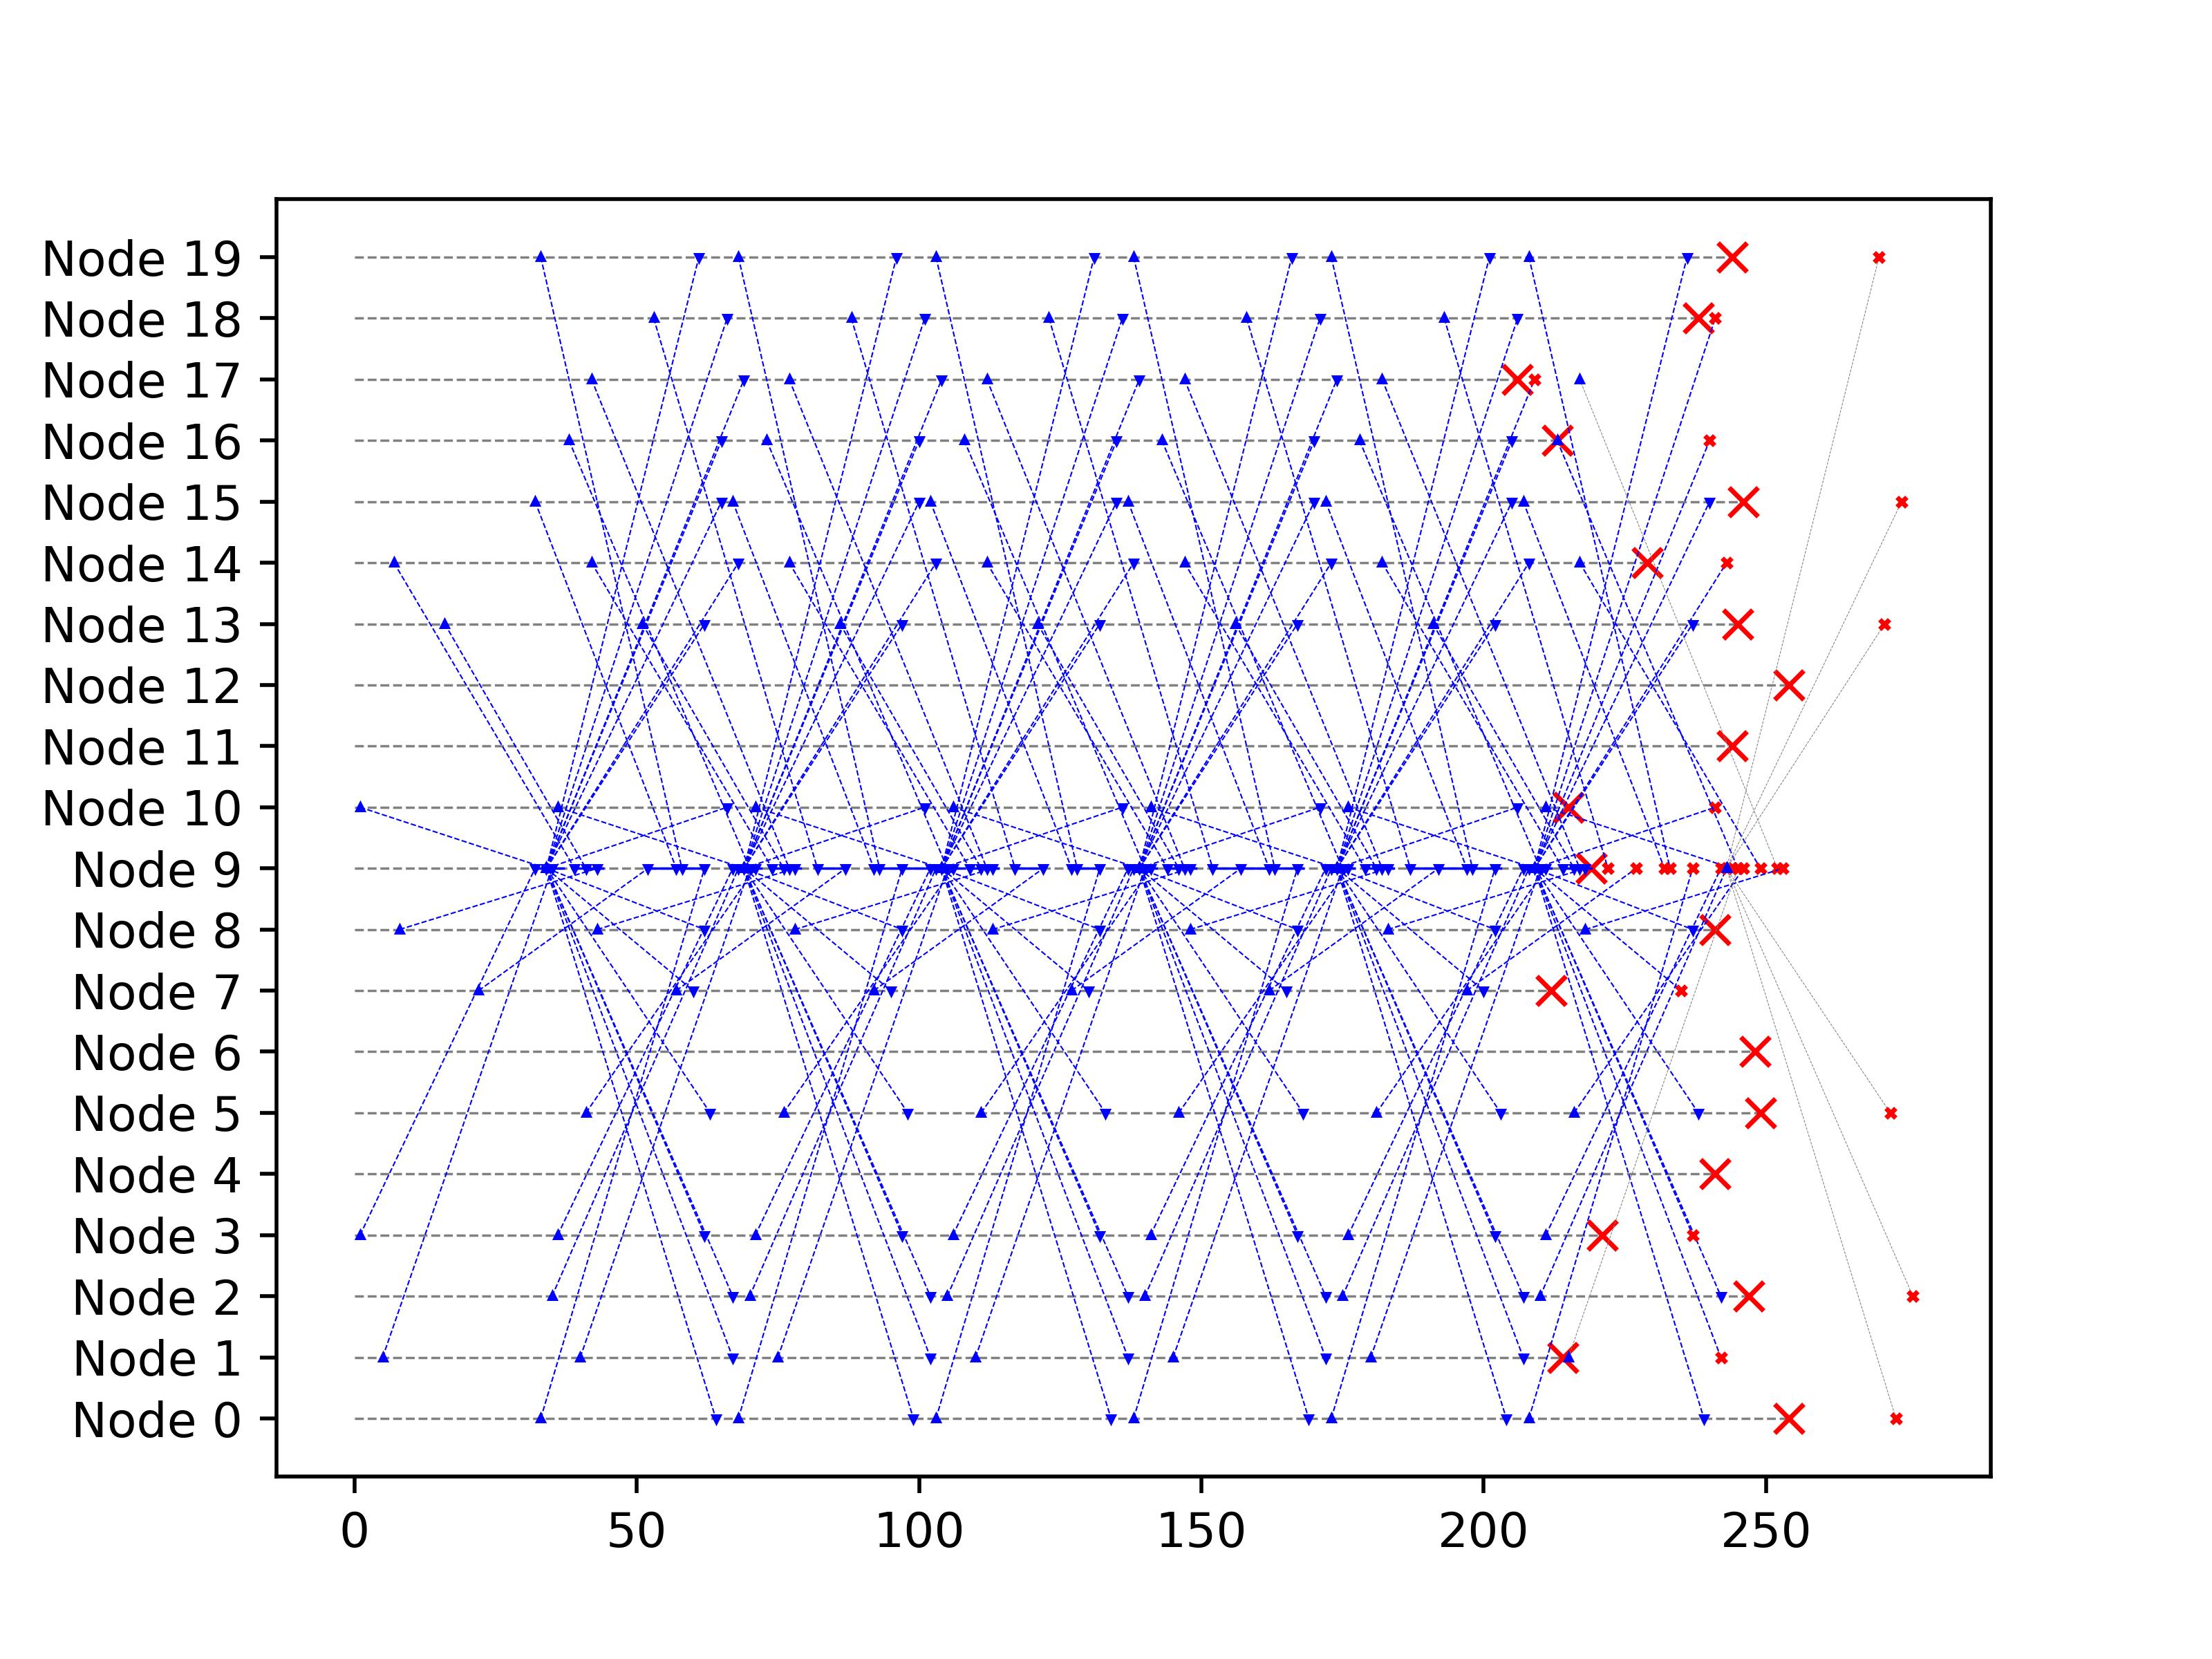 Node 19
Node 18
Node 17
Node 16
Node 15
Node 14
Node 13
Node 12
Node 11
Node 10
Node 9
Node 8
Node 7
Node 6
Node 5
Node 4
Node 3
Node 2
Node 1
Node 0
0 50 100 150 200 250